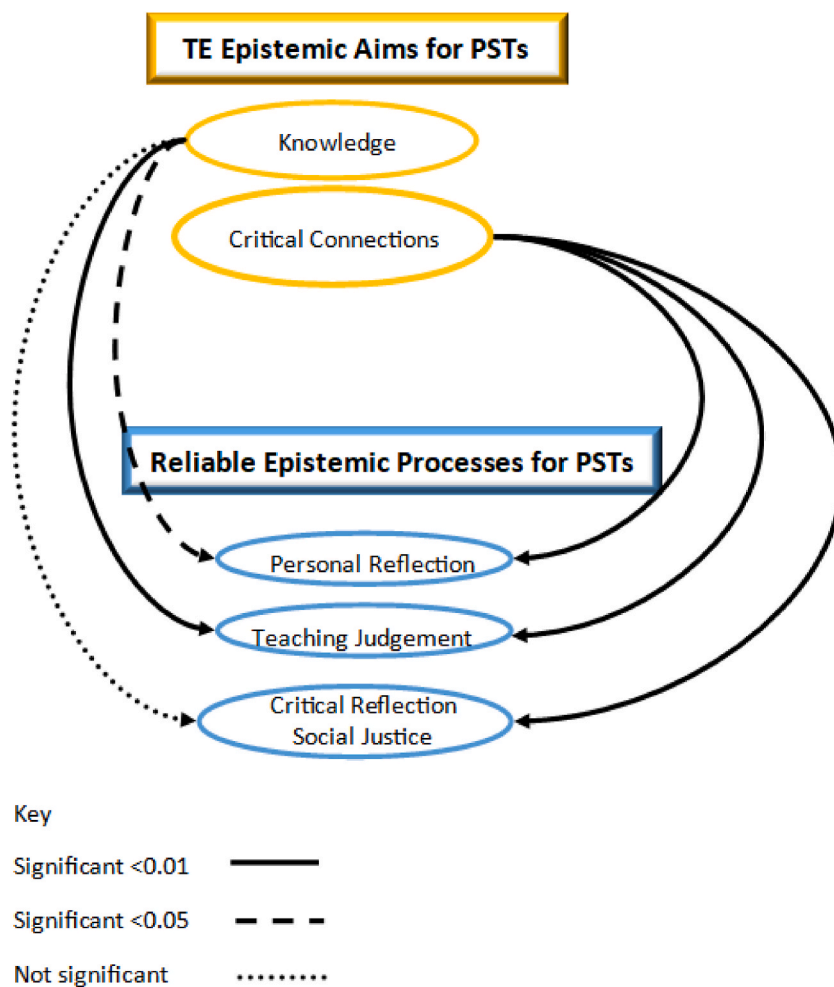 TE Epistemic Aims for PSTs
Knowledge
Critical Connections
Reliable Epistemic Processes for PSTs
Personal Reflection
Teaching Judgement
Critical Reflection
Social Justice
Key
Significant <0.01
Significant <0.05
Not significant